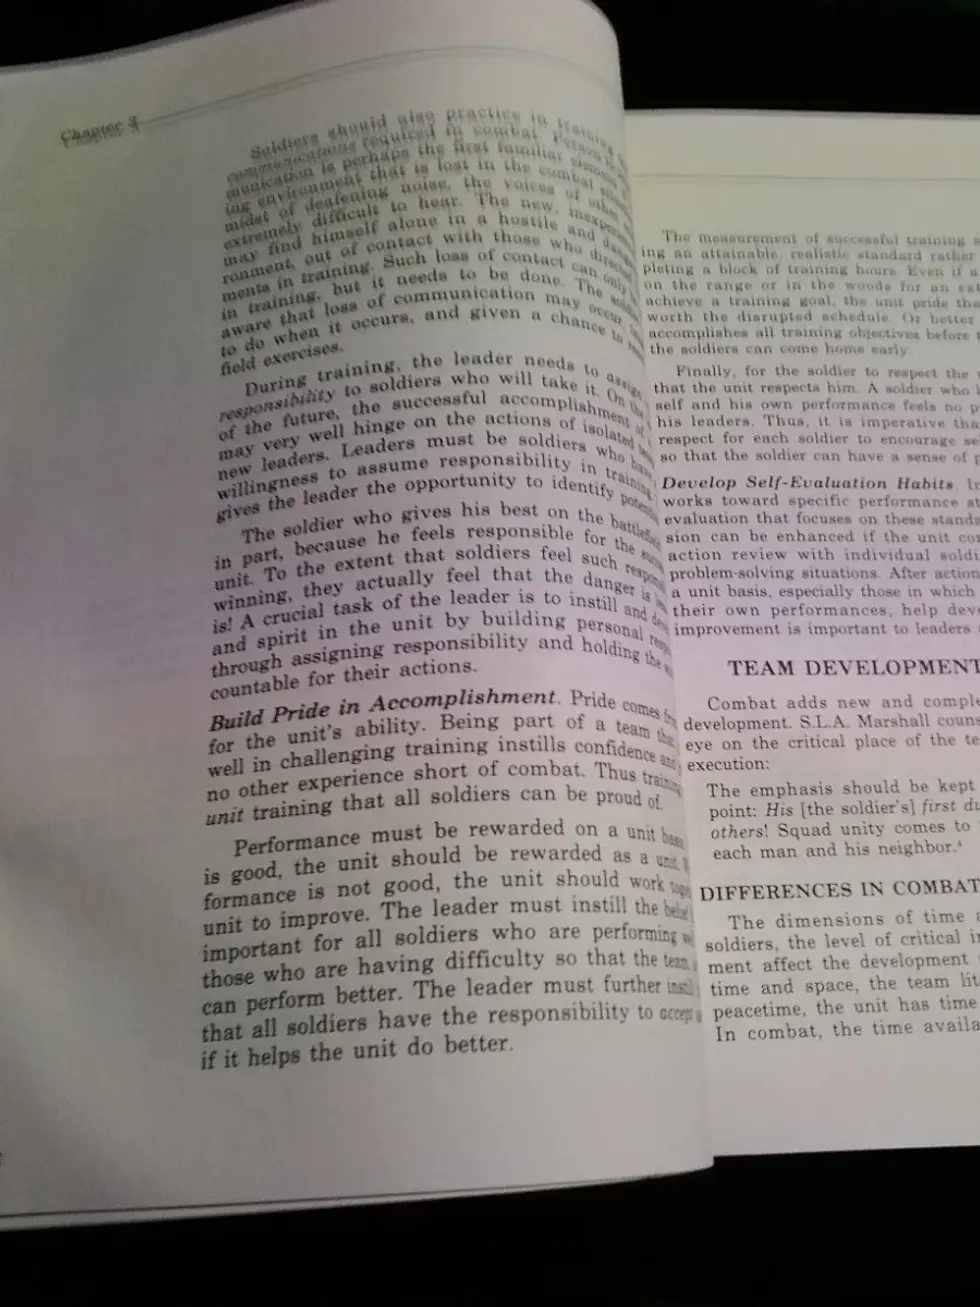 Chapter 3
Soldiers should also practice in training
communications required in combat. Person
munication is perhaps the first familiar
ing environment that is lost in the combat
midst of deafening noise, the voices of other
extremely difficult to hear. The new,
may find himself alone in a hostile and
ronment, out of contact with those who
ments in training. Such loss of contact can only
in training, but it needs to be done. The
aware that loss of communication may occur,
to do when it occurs, and given a chance to
field exercises.
During training, the leader needs to assign
responsibility to soldiers who will take it. On the
of the future, the successful accomplishment of
may very well hinge on the actions of isolated
new leaders. Leaders must be soldiers who have
willingness to assume responsibility in training
gives the leader the opportunity to identify
The soldier who gives his best on the
in part, because he feels responsible for the
unit. To the extent that soldiers feel such
winning, they actually feel that the danger is
is! A crucial task of the leader is to instill and
and spirit in the unit by building personal
through assigning responsibility and holding the
countable for their actions.
Build Pride in Accomplishment. Pride comes
for the unit's ability. Being part of a team
well in challenging training instills confidence and
no other experience short of combat. Thus
unit training that all soldiers can be proud of.
Performance must be rewarded on a unit
is good, the unit should be rewarded as a
formance is not good, the unit should work
unit to improve. The leader must instill the
important for all soldiers who are performing
those who are having difficulty so that the team
can perform better. The leader must further
that all soldiers have the responsibility to accept
if it helps the unit do better.
The measurement of successful training
ing an attainable, realistic standard rather
pleting a block of training hours. Even if a
on the range or in the woods for an
achieve a training goal, the unit pride
worth the disrupted schedule. Or better
accomplishes all training objectives before
the soldiers can come home early.
Finally, for the soldier to respect the
that the unit respects him. A soldier who
self and his own performance feels no
his leaders. Thus, it is imperative
respect for each soldier to encourage
so that the soldier can have a sense of
Develop Self-Evaluation Habits.
works toward specific performance
evaluation that focuses on these
sion can be enhanced if the unit
action review with individual
problem-solving situations. After action
a unit basis, especially those in which
their own performances, help
improvement is important to leaders
TEAM DEVELOPMENT
Combat adds new and
development. S.L.A. Marshall
eye on the critical place of the
execution:
The emphasis should be kept
point: His [the soldier's] first
others! Squad unity comes to
each man and his neighbor.⁴
DIFFERENCES IN COMBAT
The dimensions of time
soldiers, the level of critical
ment affect the development
time and space, the team
peacetime, the unit has time
In combat, the time